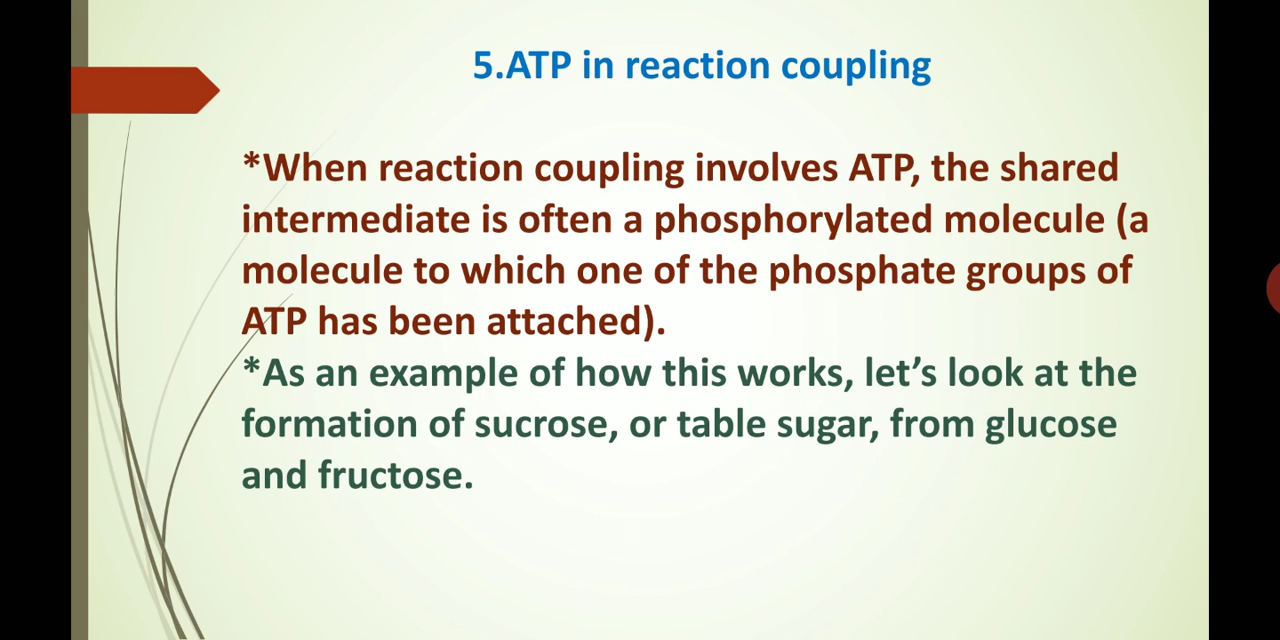 5.ATP in reaction coupling
*When reaction coupling involves ATP, the shared
intermediate is often a phosphorylated molecule (a
molecule to which one of the phosphate groups of
ATP has been attached).
*As an example of how this works, let’s look at the
formation of sucrose, or table sugar, from glucose
and fructose.